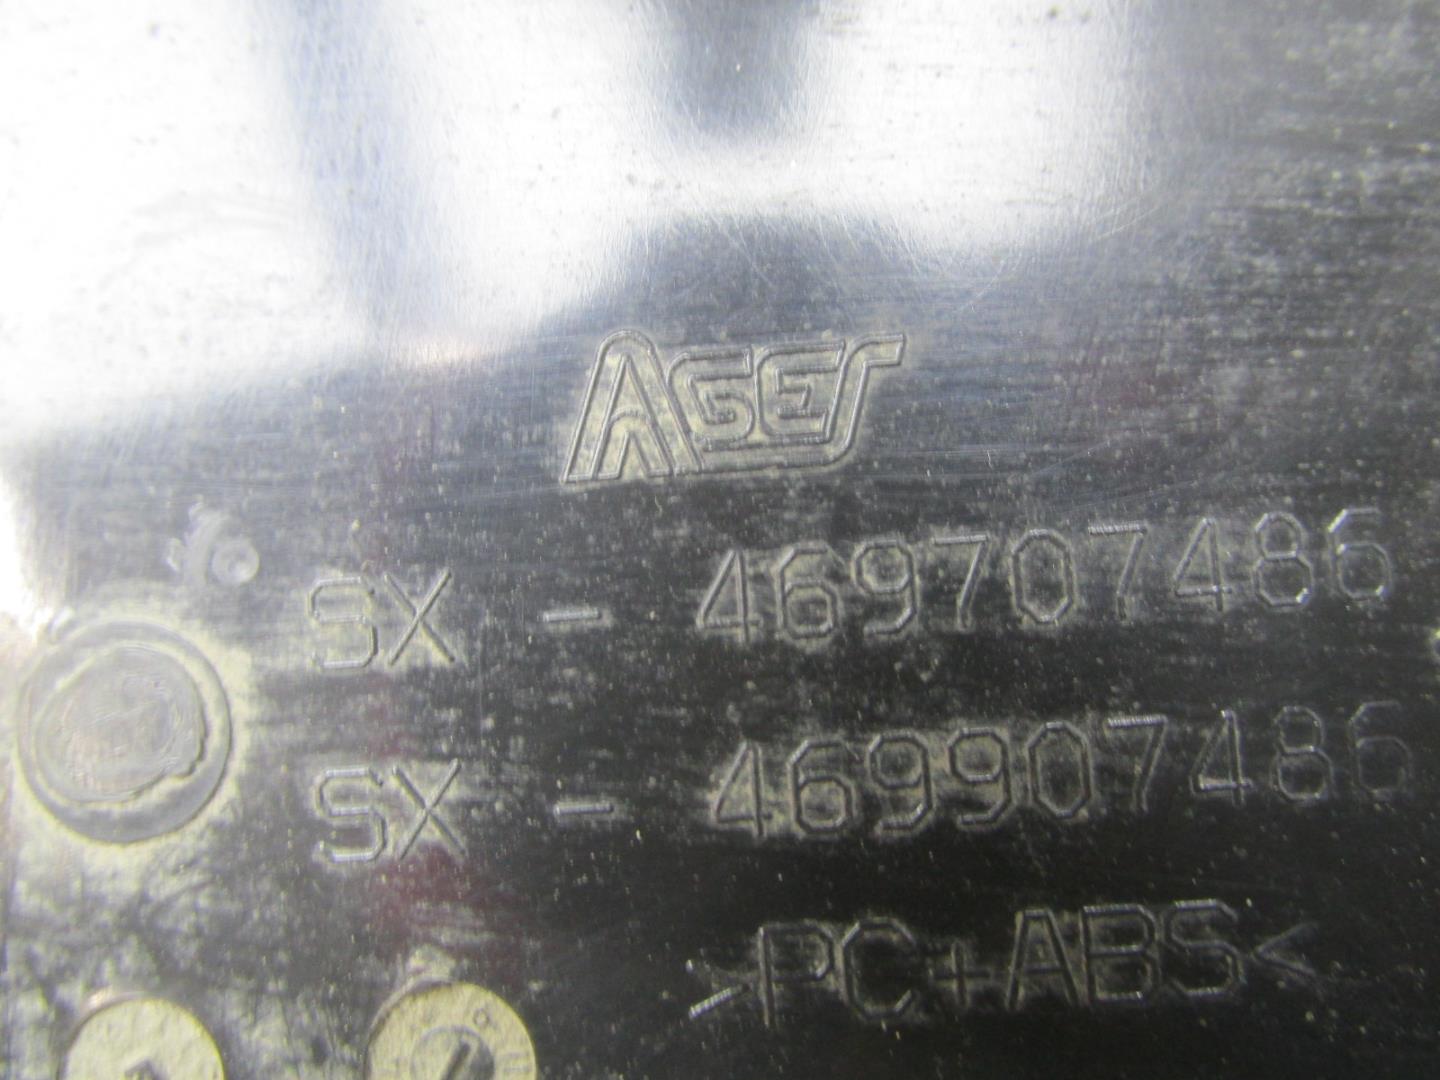 AGES
SX - 469707486
SX - 469907486
>PC+ABS<